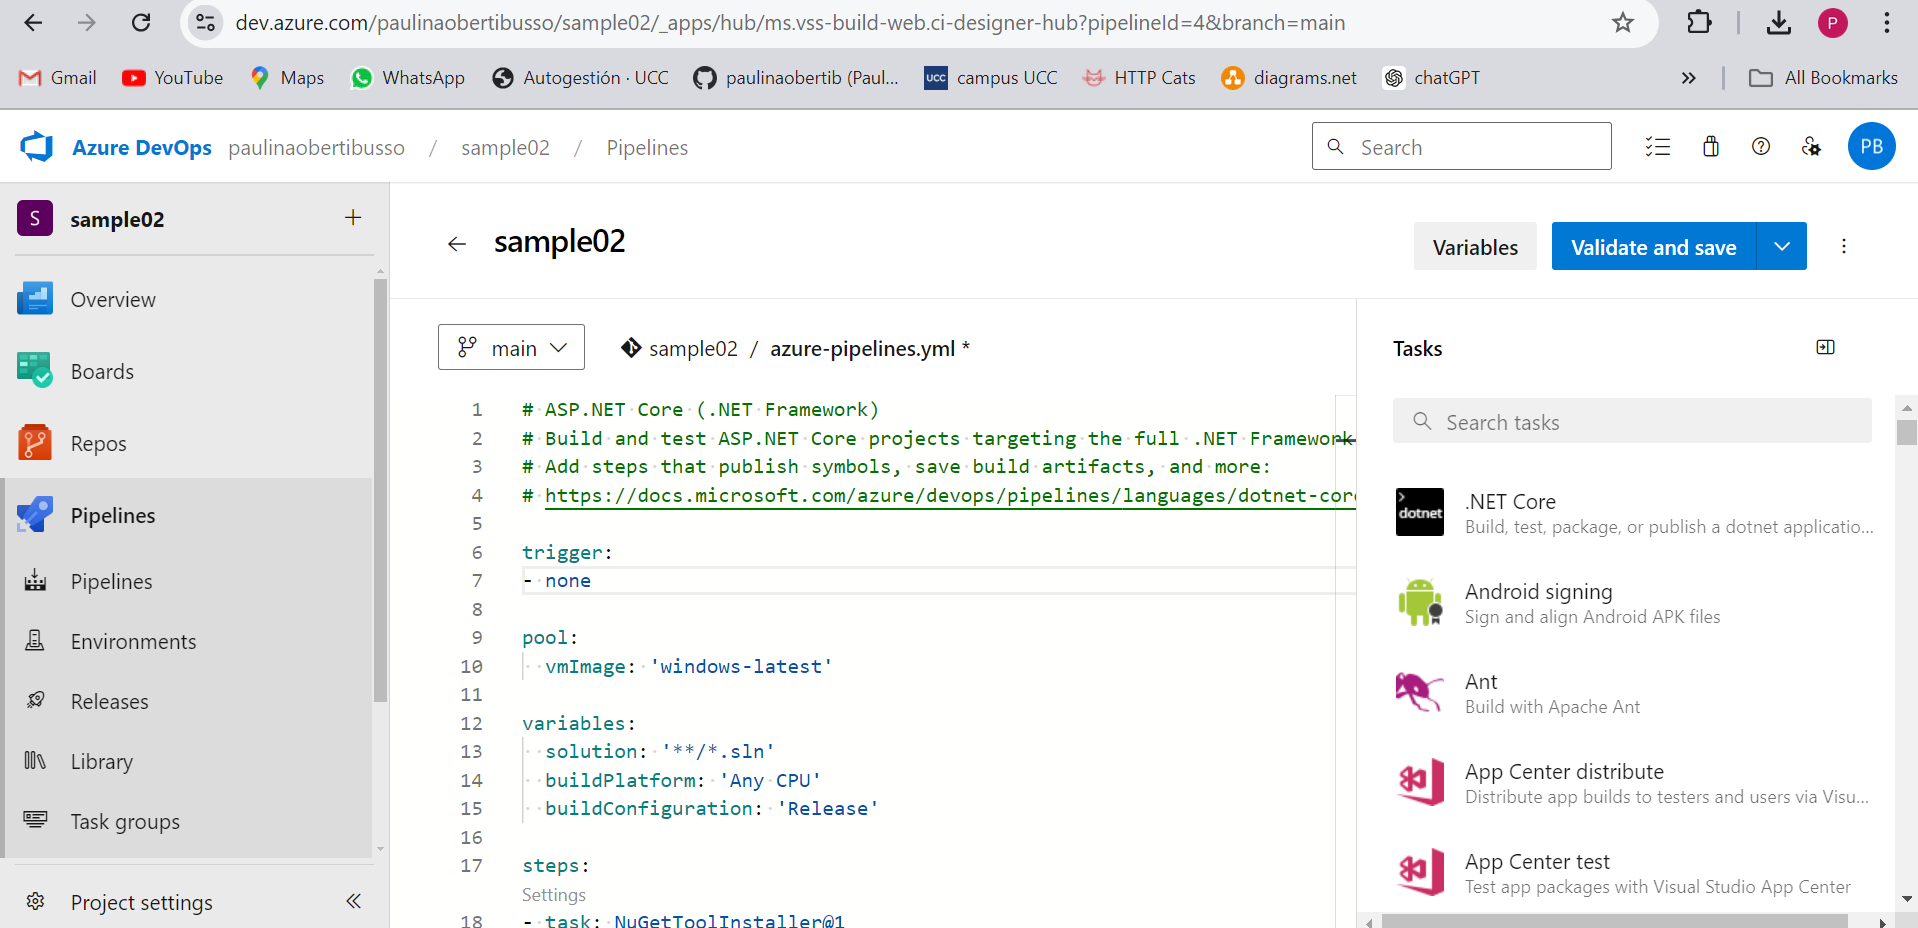 dev.azure.com/paulinaobertibusso/sample02/_apps/hub/ms.vss-build-web.ci-designer-hub?pipelineId=4&branch=main
P
Gmail YouTube Maps WhatsApp Autogestión · UCC paulinaobertib (Paul... UCC campus UCC HTTP Cats diagrams.net chatGPT » All Bookmarks
Azure DevOps paulinaobertibusso / sample02 / Pipelines
Search
PB
S sample02 +
Overview
Boards
Repos
Pipelines
Pipelines
Environments
Releases
Library
Task groups
Project settings
sample02
Variables
Validate and save
main
sample02 / azure-pipelines.yml *
1 # ASP.NET Core (.NET Framework)
2 # Build and test ASP.NET Core projects targeting the full .NET Framework
3 # Add steps that publish symbols, save build artifacts, and more:
4 # https://docs.microsoft.com/azure/devops/pipelines/languages/dotnet-core
5
6 trigger:
7 - none
8
9 pool:
10 vmImage: 'windows-latest'
11
12 variables:
13 solution: '**/*.sln'
14 buildPlatform: 'Any CPU'
15 buildConfiguration: 'Release'
16
17 steps:
Settings
18 - task: NuGetToolInstaller@1
Tasks
Search tasks
dotnet
.NET Core
Build, test, package, or publish a dotnet applicatio...
Android signing
Sign and align Android APK files
Ant
Build with Apache Ant
App Center distribute
Distribute app builds to testers and users via Visu...
App Center test
Test app packages with Visual Studio App Center